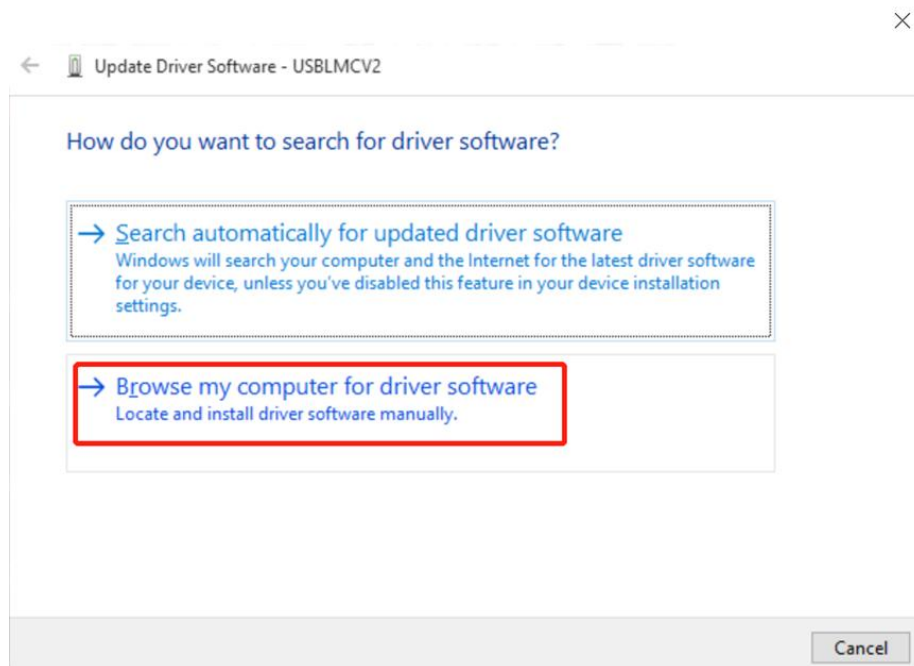 Update Driver Software - USBLMCV2
How do you want to search for driver software?
Search automatically for updated driver software
Windows will search your computer and the Internet for the latest driver software
for your device, unless you've disabled this feature in your device installation
settings.
Browse my computer for driver software
Locate and install driver software manually.
Cancel